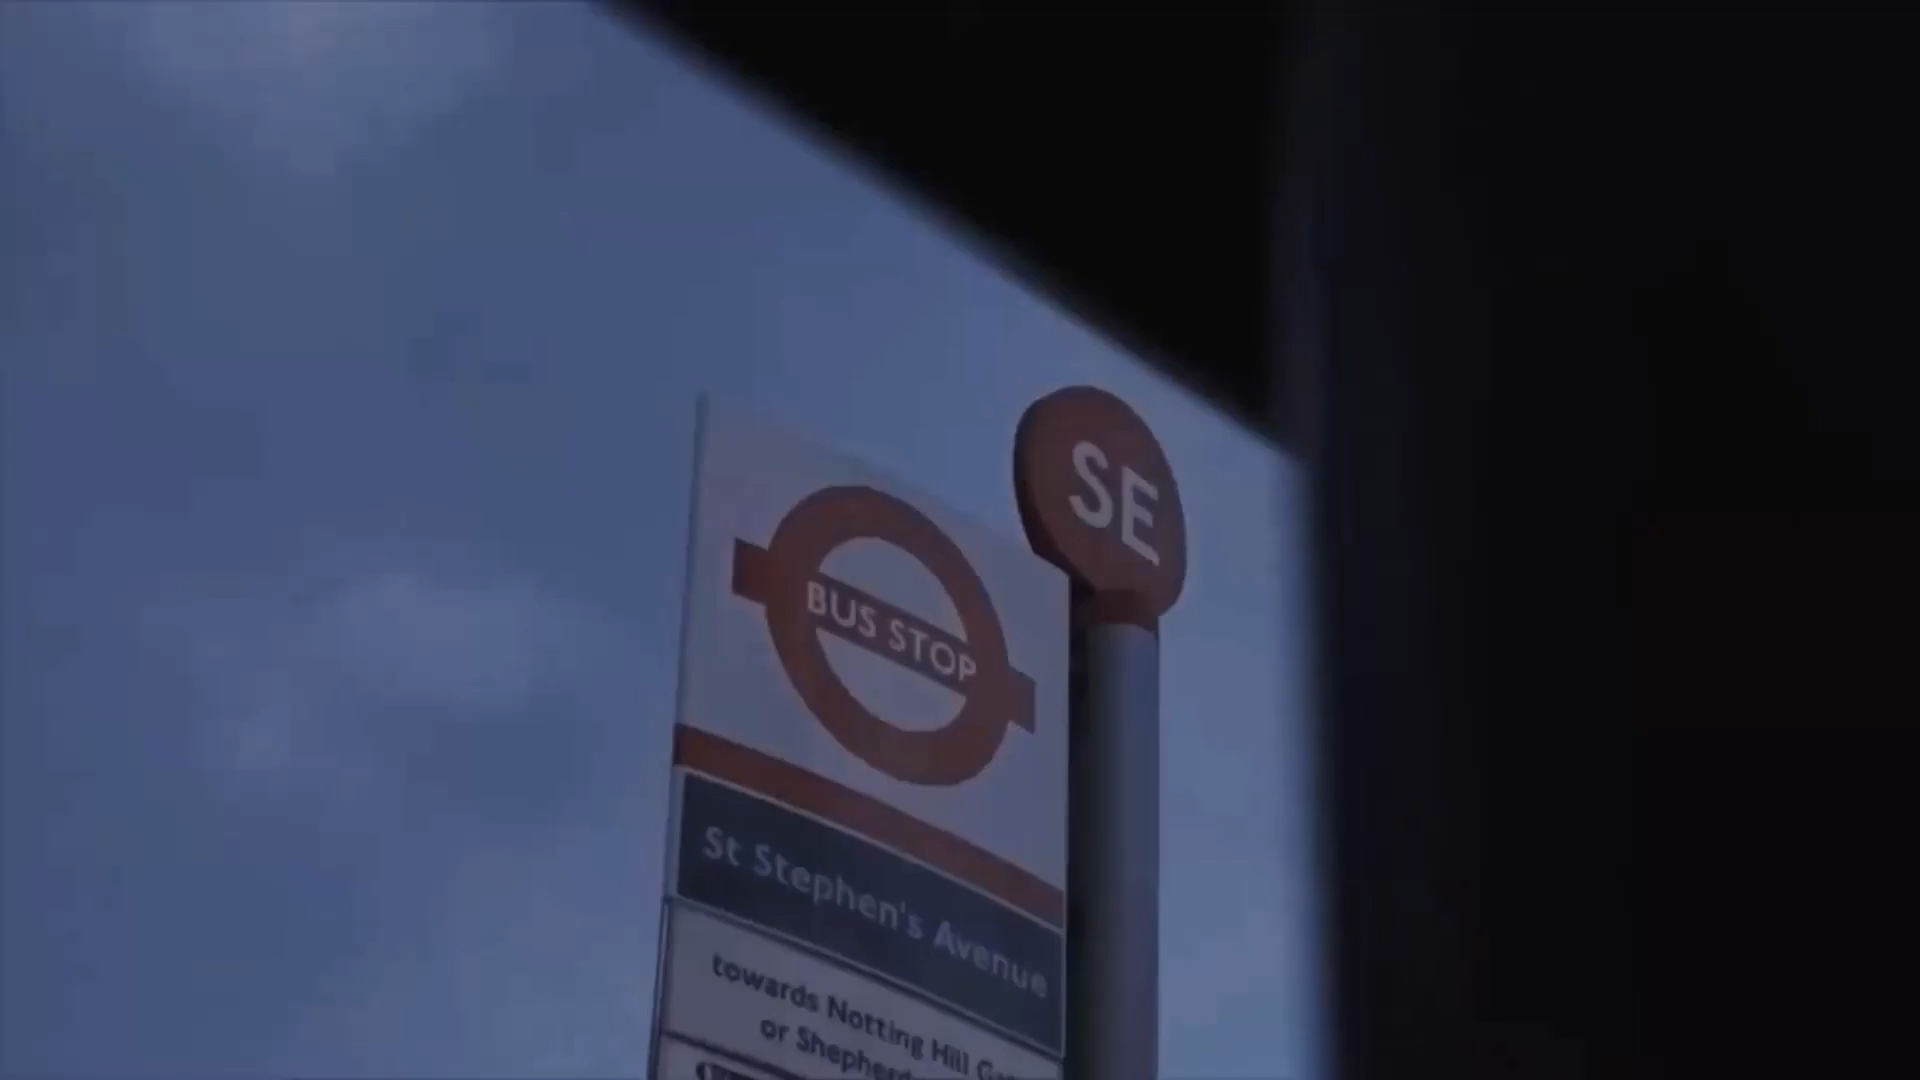 SE
BUS STOP
St Stephen's Avenue
towards Notting Hill
or